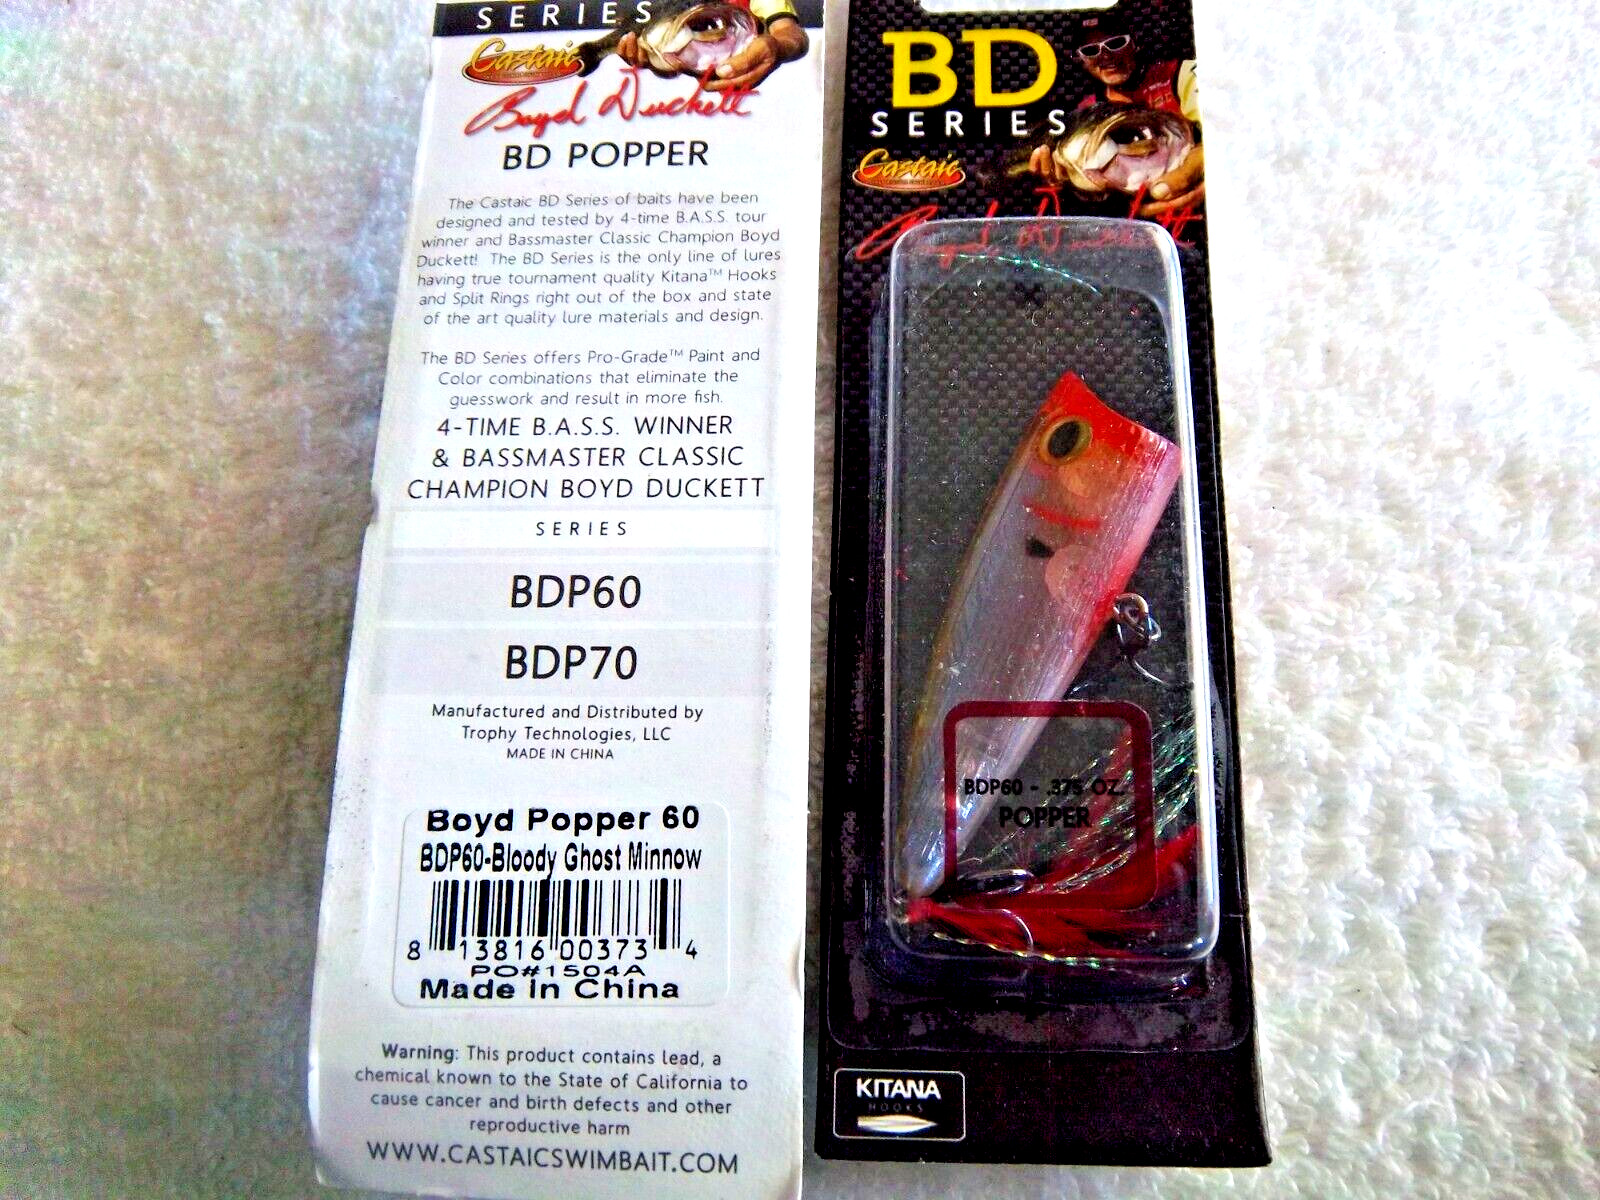 SERIES
Castaic
Boyd Duckett
BD POPPER
The Castaic BD Series of baits have been
designed and tested by 4-time B.A.S.S. tour
winner and Bassmaster Classic Champion Boyd
Duckett! The BD Series is the only line of lures
having true tournament quality Kitana™ Hooks
and Split Rings right out of the box and state
of the art quality lure materials and design.
The BD Series offers Pro-Grade™ Paint and
Color combinations that eliminate the
guesswork and result in more fish.
4-TIME B.A.S.S. WINNER
& BASSMASTER CLASSIC
CHAMPION BOYD DUCKETT
SERIES
BDP60
BDP70
Manufactured and Distributed by
Trophy Technologies, LLC
MADE IN CHINA
Boyd Popper 60
BDP60-Bloody Ghost Minnow
8 13816 00373 4
PO#1504A
Made in China
Warning: This product contains lead, a
chemical known to the State of California to
cause cancer and birth defects and other
reproductive harm
WWW.CASTAICSWIMBAIT.COM
BD
SERIES
Castaic
Boyd Duckett
BDP60 - .375 OZ.
POPPER
KITANA
HOOKS